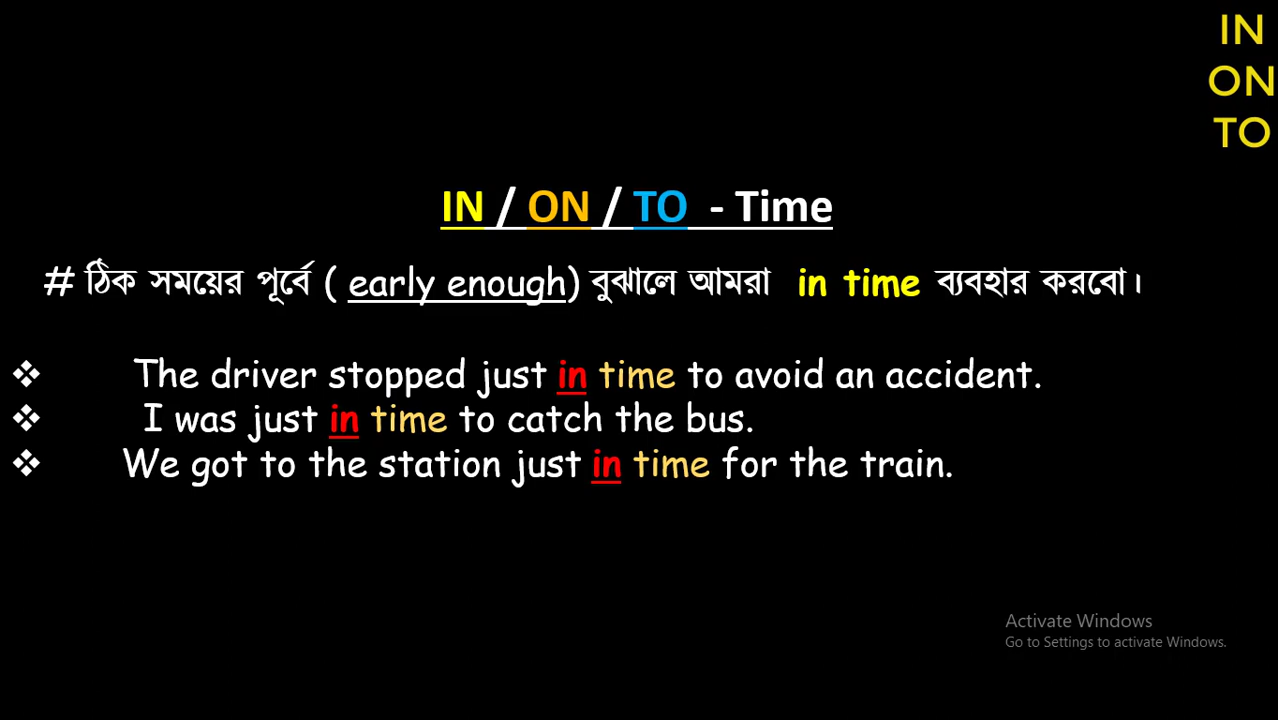 IN
ON
TO
IN / ON / TO - Time
# ঠিক সময়ের পূর্বে ( early enough) বুঝালে আমরা in time ব্যবহার করবো।
❖ The driver stopped just in time to avoid an accident.
❖ I was just in time to catch the bus.
❖ We got to the station just in time for the train.
Activate Windows
Go to Settings to activate Windows.